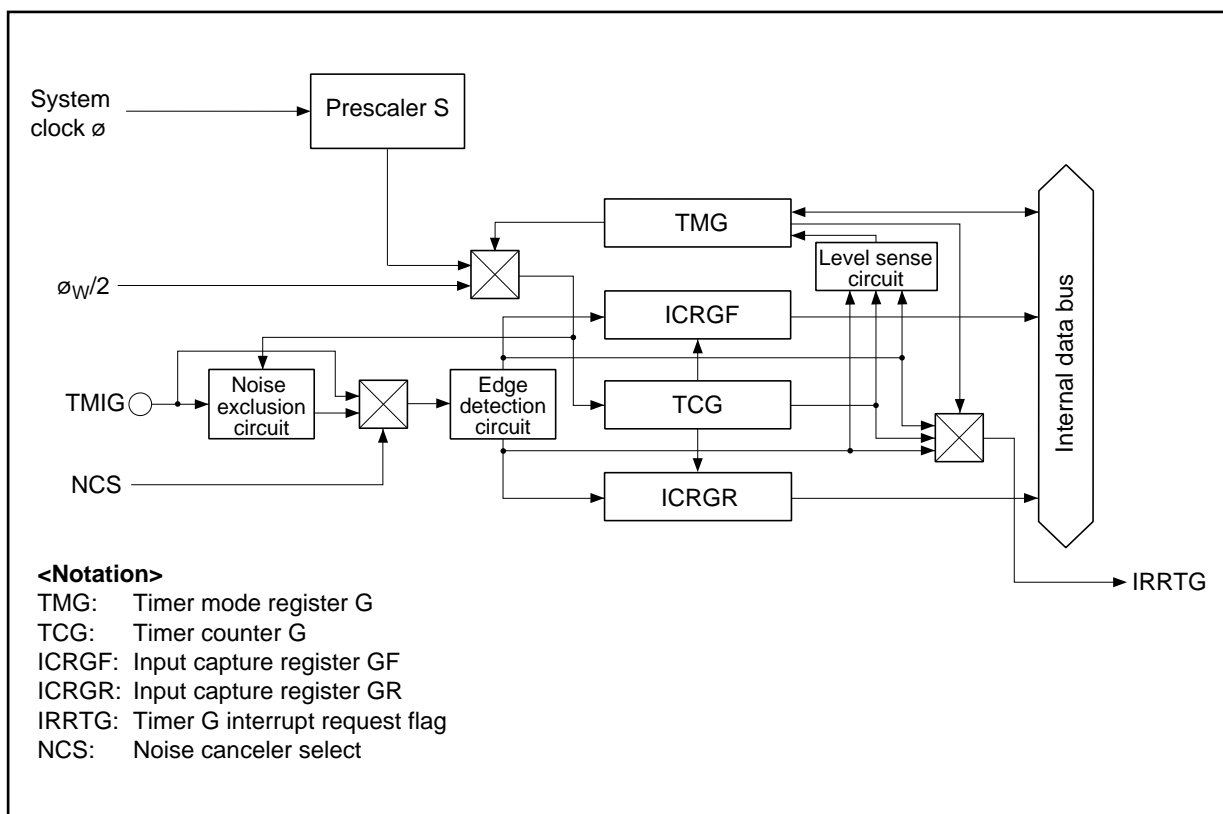 System
clock ø
Prescaler S
TMG
Level sense
circuit
øW/2
ICRGF
Internal data bus
TMIG
Noise
exclusion
circuit
Edge
detection
circuit
TCG
NCS
ICRGR
IRRTG
<Notation>
TMG: Timer mode register G
TCG: Timer counter G
ICRGF: Input capture register GF
ICRGR: Input capture register GR
IRRTG: Timer G interrupt request flag
NCS: Noise canceler select